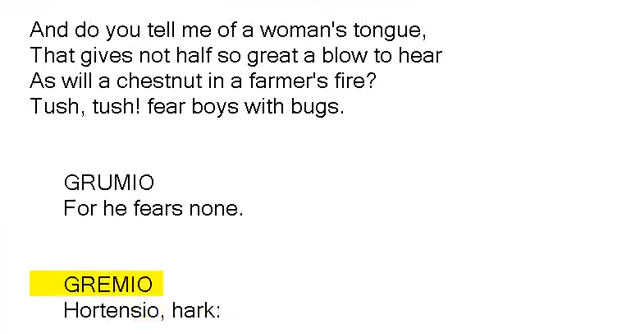 And do you tell me of a woman's tongue,
That gives not half so great a blow to hear
As will a chestnut in a farmer's fire?
Tush, tush! fear boys with bugs.
GRUMIO
For he fears none.
GREMIO
Hortensio, hark: